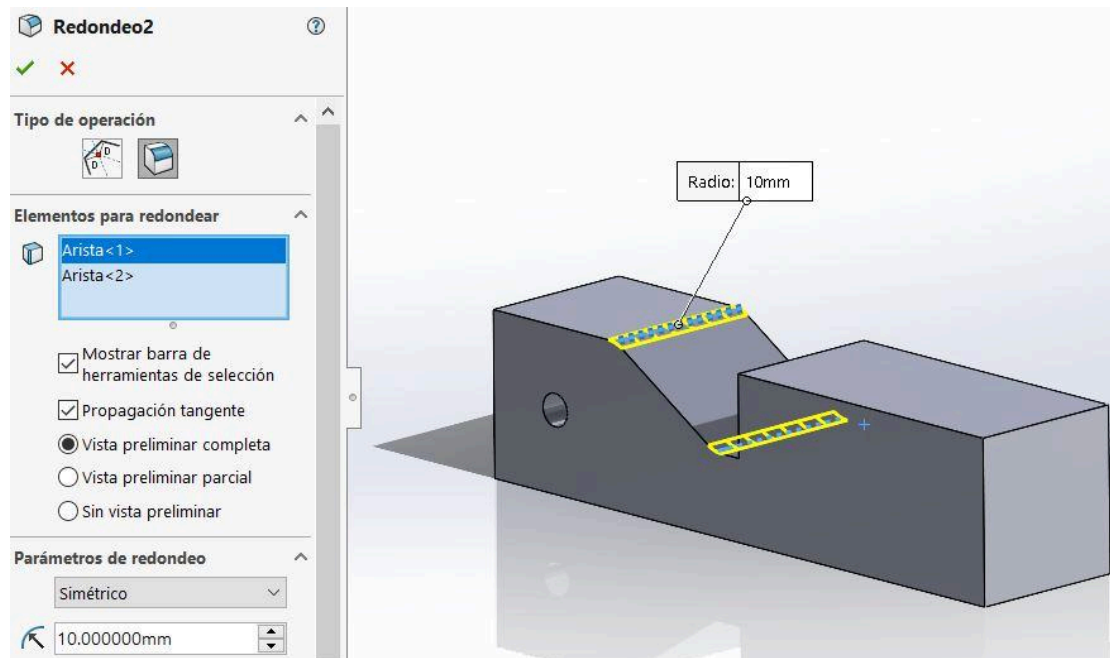 Redondeo2
Tipo de operación
D
D
Elementos para redondear
Arista<1>
Arista<2>
Mostrar barra de
herramientas de selección
Propagación tangente
Vista preliminar completa
Vista preliminar parcial
Sin vista preliminar
Parámetros de redondeo
Simétrico
10.000000mm
Radio: 10mm